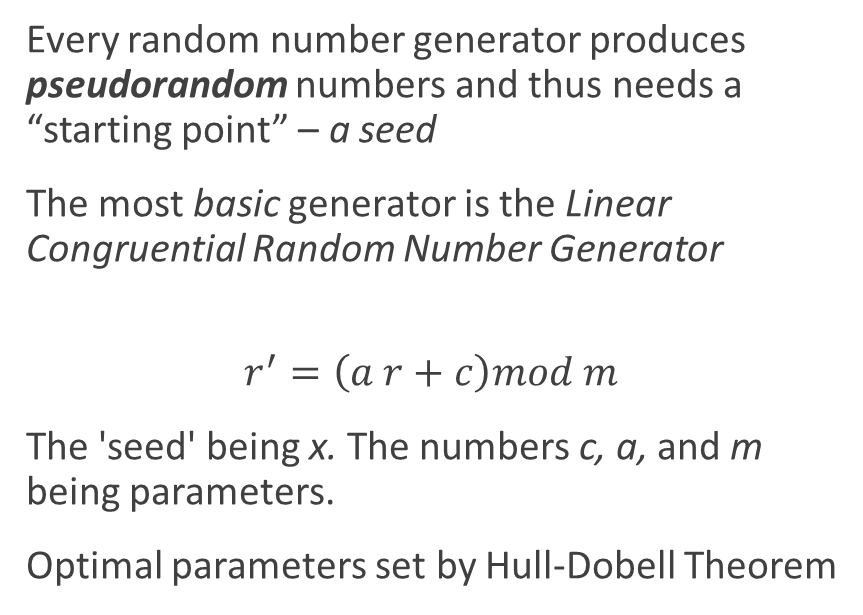 Every random number generator produces
pseudorandom numbers and thus needs a
“starting point” – a seed
The most basic generator is the Linear
Congruential Random Number Generator
r′ = (a r + c)mod m
The 'seed' being x. The numbers c, a, and m
being parameters.
Optimal parameters set by Hull-Dobell Theorem